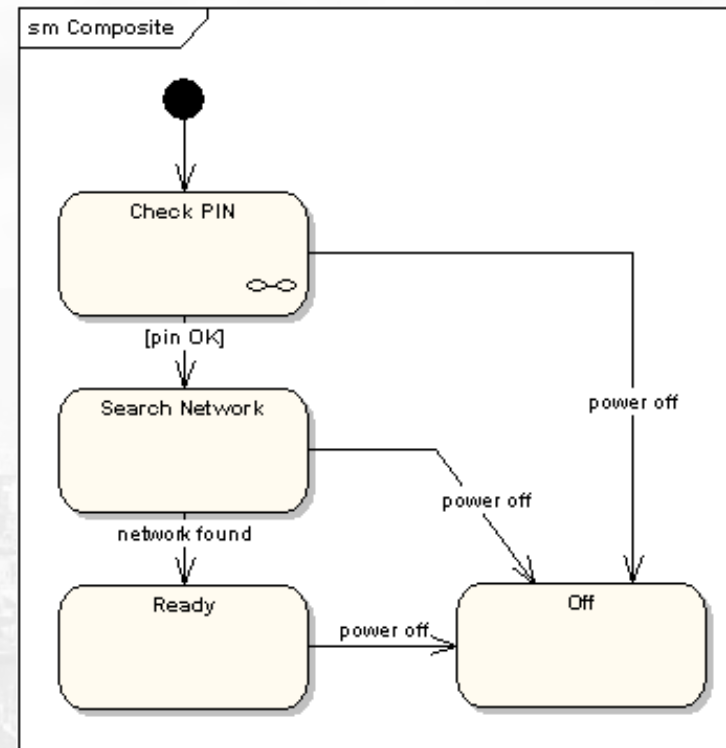 sm Composite
Check PIN
[pin OK]
power off
Search Network
power off
network found
Ready
power off
Off